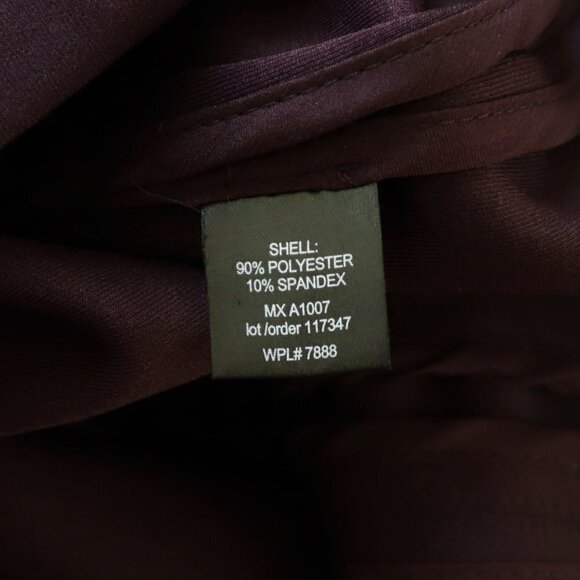 SHELL:
90% POLYESTER
10% SPANDEX
MX A1007
lot /order 117347
WPL# 7888